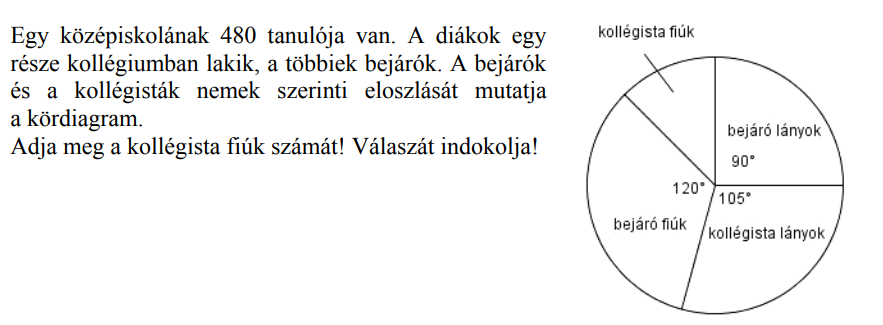 Egy középiskolának 480 tanulója van. A diákok egy
része kollégiumban lakik, a többiek bejárók. A bejárók
és a kollégisták nemek szerinti eloszlását mutatja
a kördiagram.
Adja meg a kollégista fiúk számát! Válaszát indokolja!
kollégista fiúk
bejáró lányok
90°
120°
105°
bejáró fiúk
kollégista lányok